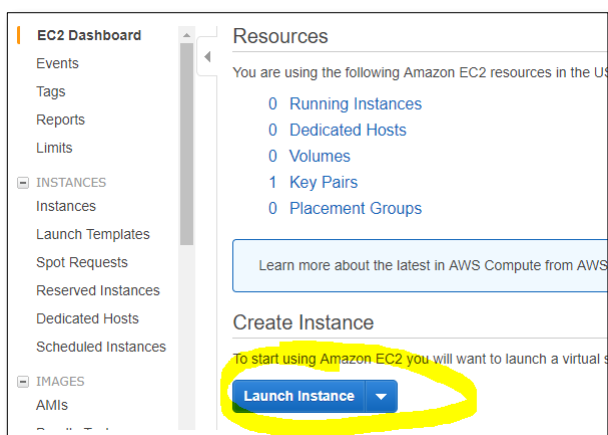 EC2 Dashboard
Events
Tags
Reports
Limits
INSTANCES
Instances
Launch Templates
Spot Requests
Reserved Instances
Dedicated Hosts
Scheduled Instances
IMAGES
AMIs
Resources
You are using the following Amazon EC2 resources in the US
0 Running Instances
0 Dedicated Hosts
0 Volumes
1 Key Pairs
0 Placement Groups
Learn more about the latest in AWS Compute from AWS
Create Instance
To start using Amazon EC2 you will want to launch a virtual
Launch Instance